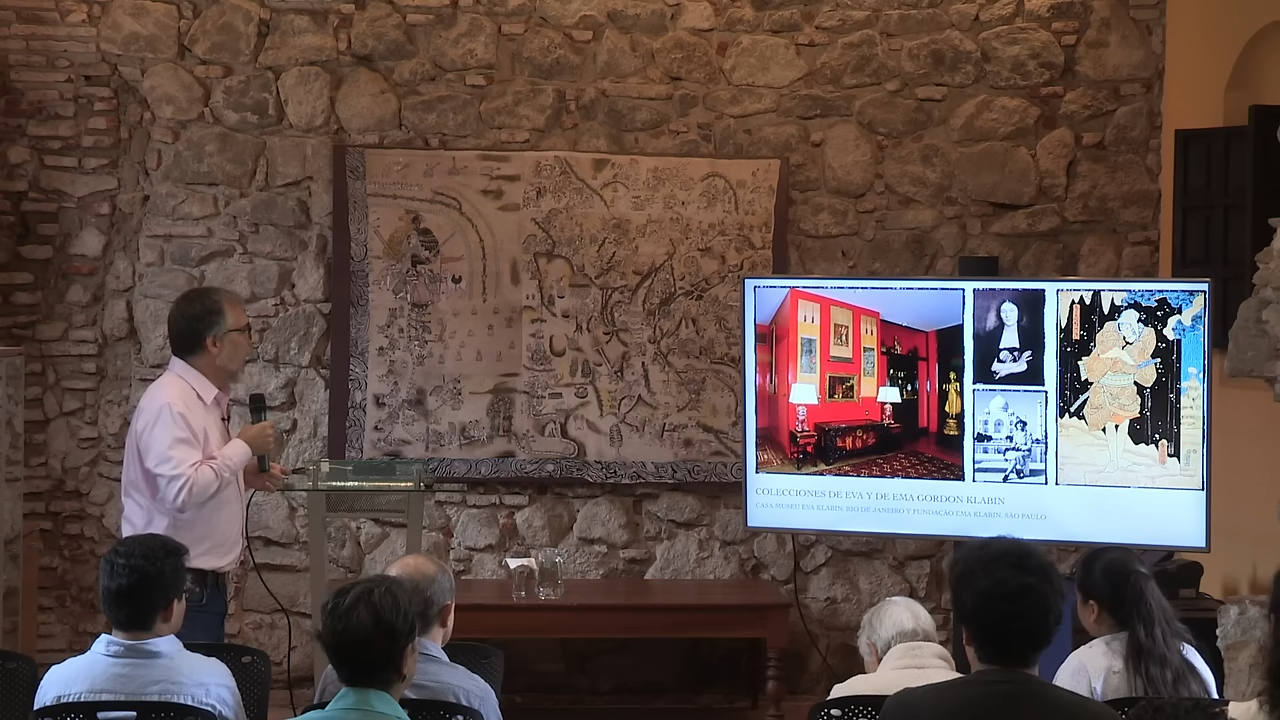 COLECCIONES DE EVA Y DE EMA GORDON KLABIN
CASA MUSEU EVA KLABIN, RIO DE JANEIRO Y FUNDAÇÃO EMA KLABIN, SÃO PAULO